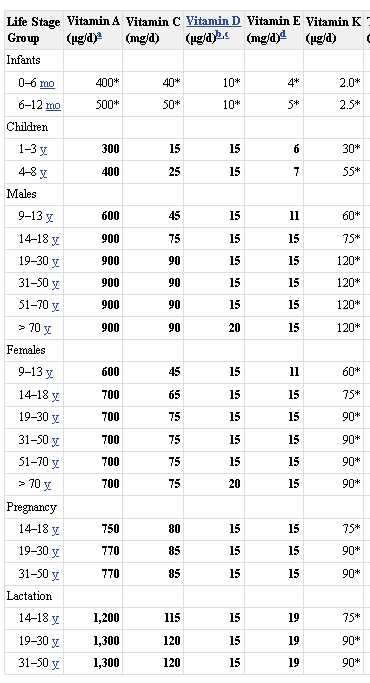 Life Stage Group Vitamin A (µg/d)a Vitamin C (mg/d) Vitamin D (µg/d)b,c Vitamin E (mg/d)d Vitamin K (µg/d)
Infants
0–6 mo 400* 40* 10* 4* 2.0*
6–12 mo 500* 50* 10* 5* 2.5*
Children
1–3 y 300 15 15 6 30*
4–8 y 400 25 15 7 55*
Males
9–13 y 600 45 15 11 60*
14–18 y 900 75 15 15 75*
19–30 y 900 90 15 15 120*
31–50 y 900 90 15 15 120*
51–70 y 900 90 15 15 120*
> 70 y 900 90 20 15 120*
Females
9–13 y 600 45 15 11 60*
14–18 y 700 65 15 15 75*
19–30 y 700 75 15 15 90*
31–50 y 700 75 15 15 90*
51–70 y 700 75 15 15 90*
> 70 y 700 75 20 15 90*
Pregnancy
14–18 y 750 80 15 15 75*
19–30 y 770 85 15 15 90*
31–50 y 770 85 15 15 90*
Lactation
14–18 y 1,200 115 15 19 75*
19–30 y 1,300 120 15 19 90*
31–50 y 1,300 120 15 19 90*